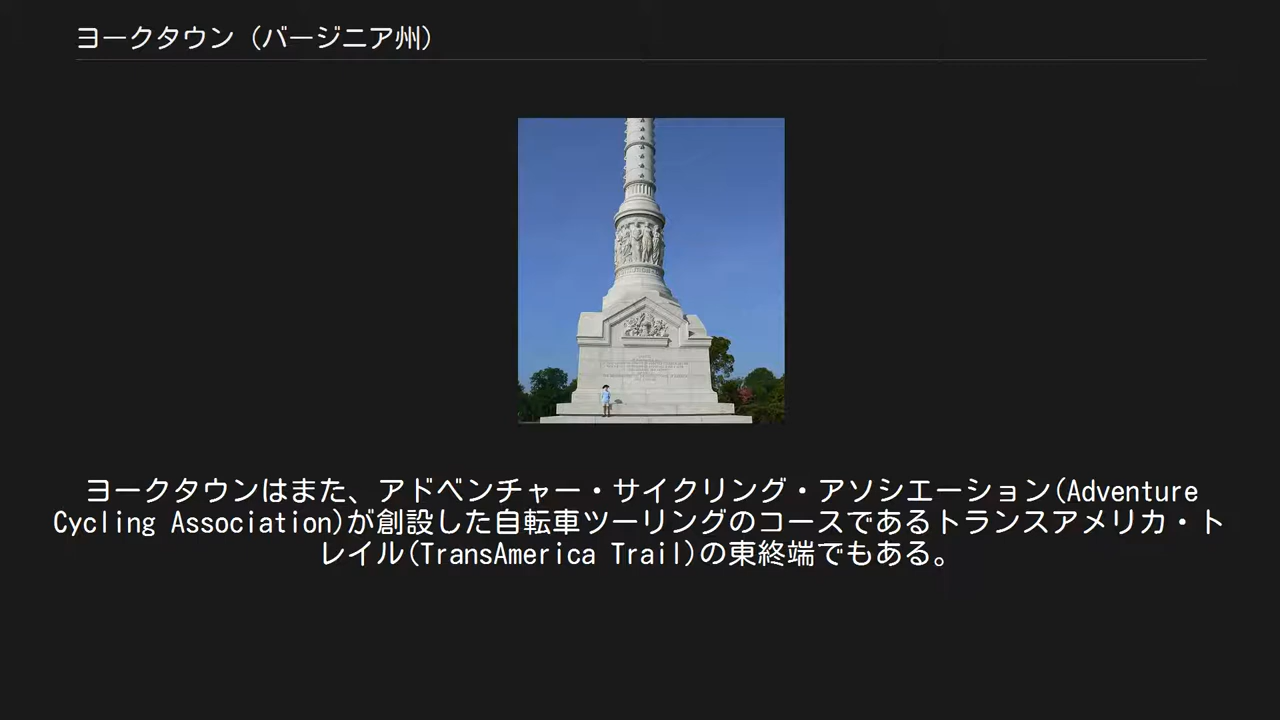 ヨークタウン（バージニア州）
ヨークタウンはまた、アドベンチャー・サイクリング・アソシエーション(Adventure
Cycling Association)が創設した自転車ツーリングのコースであるトランスアメリカ・ト
レイル(TransAmerica Trail)の東終端でもある。